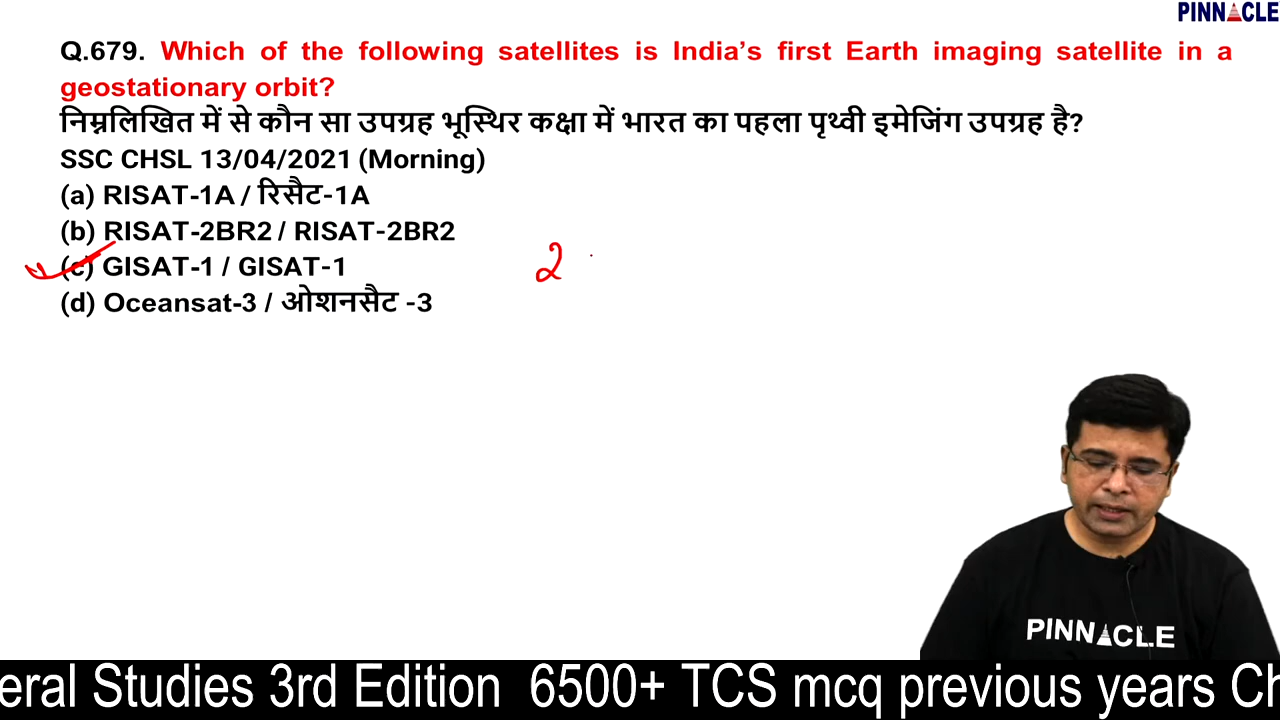 PINNACLE
Q.679. Which of the following satellites is India's first Earth imaging satellite in a
geostationary orbit?
निम्नलिखित में से कौन सा उपग्रह भूस्थिर कक्षा में भारत का पहला पृथ्वी इमेजिंग उपग्रह है?
SSC CHSL 13/04/2021 (Morning)
(a) RISAT-1A / रिसैट-1A
(b) RISAT-2BR2 / RISAT-2BR2
(c) GISAT-1 / GISAT-1
2
(d) Oceansat-3 / ओशनसैट -3
PINNACLE
eral Studies 3rd Edition 6500+ TCS mcq previous years Ch